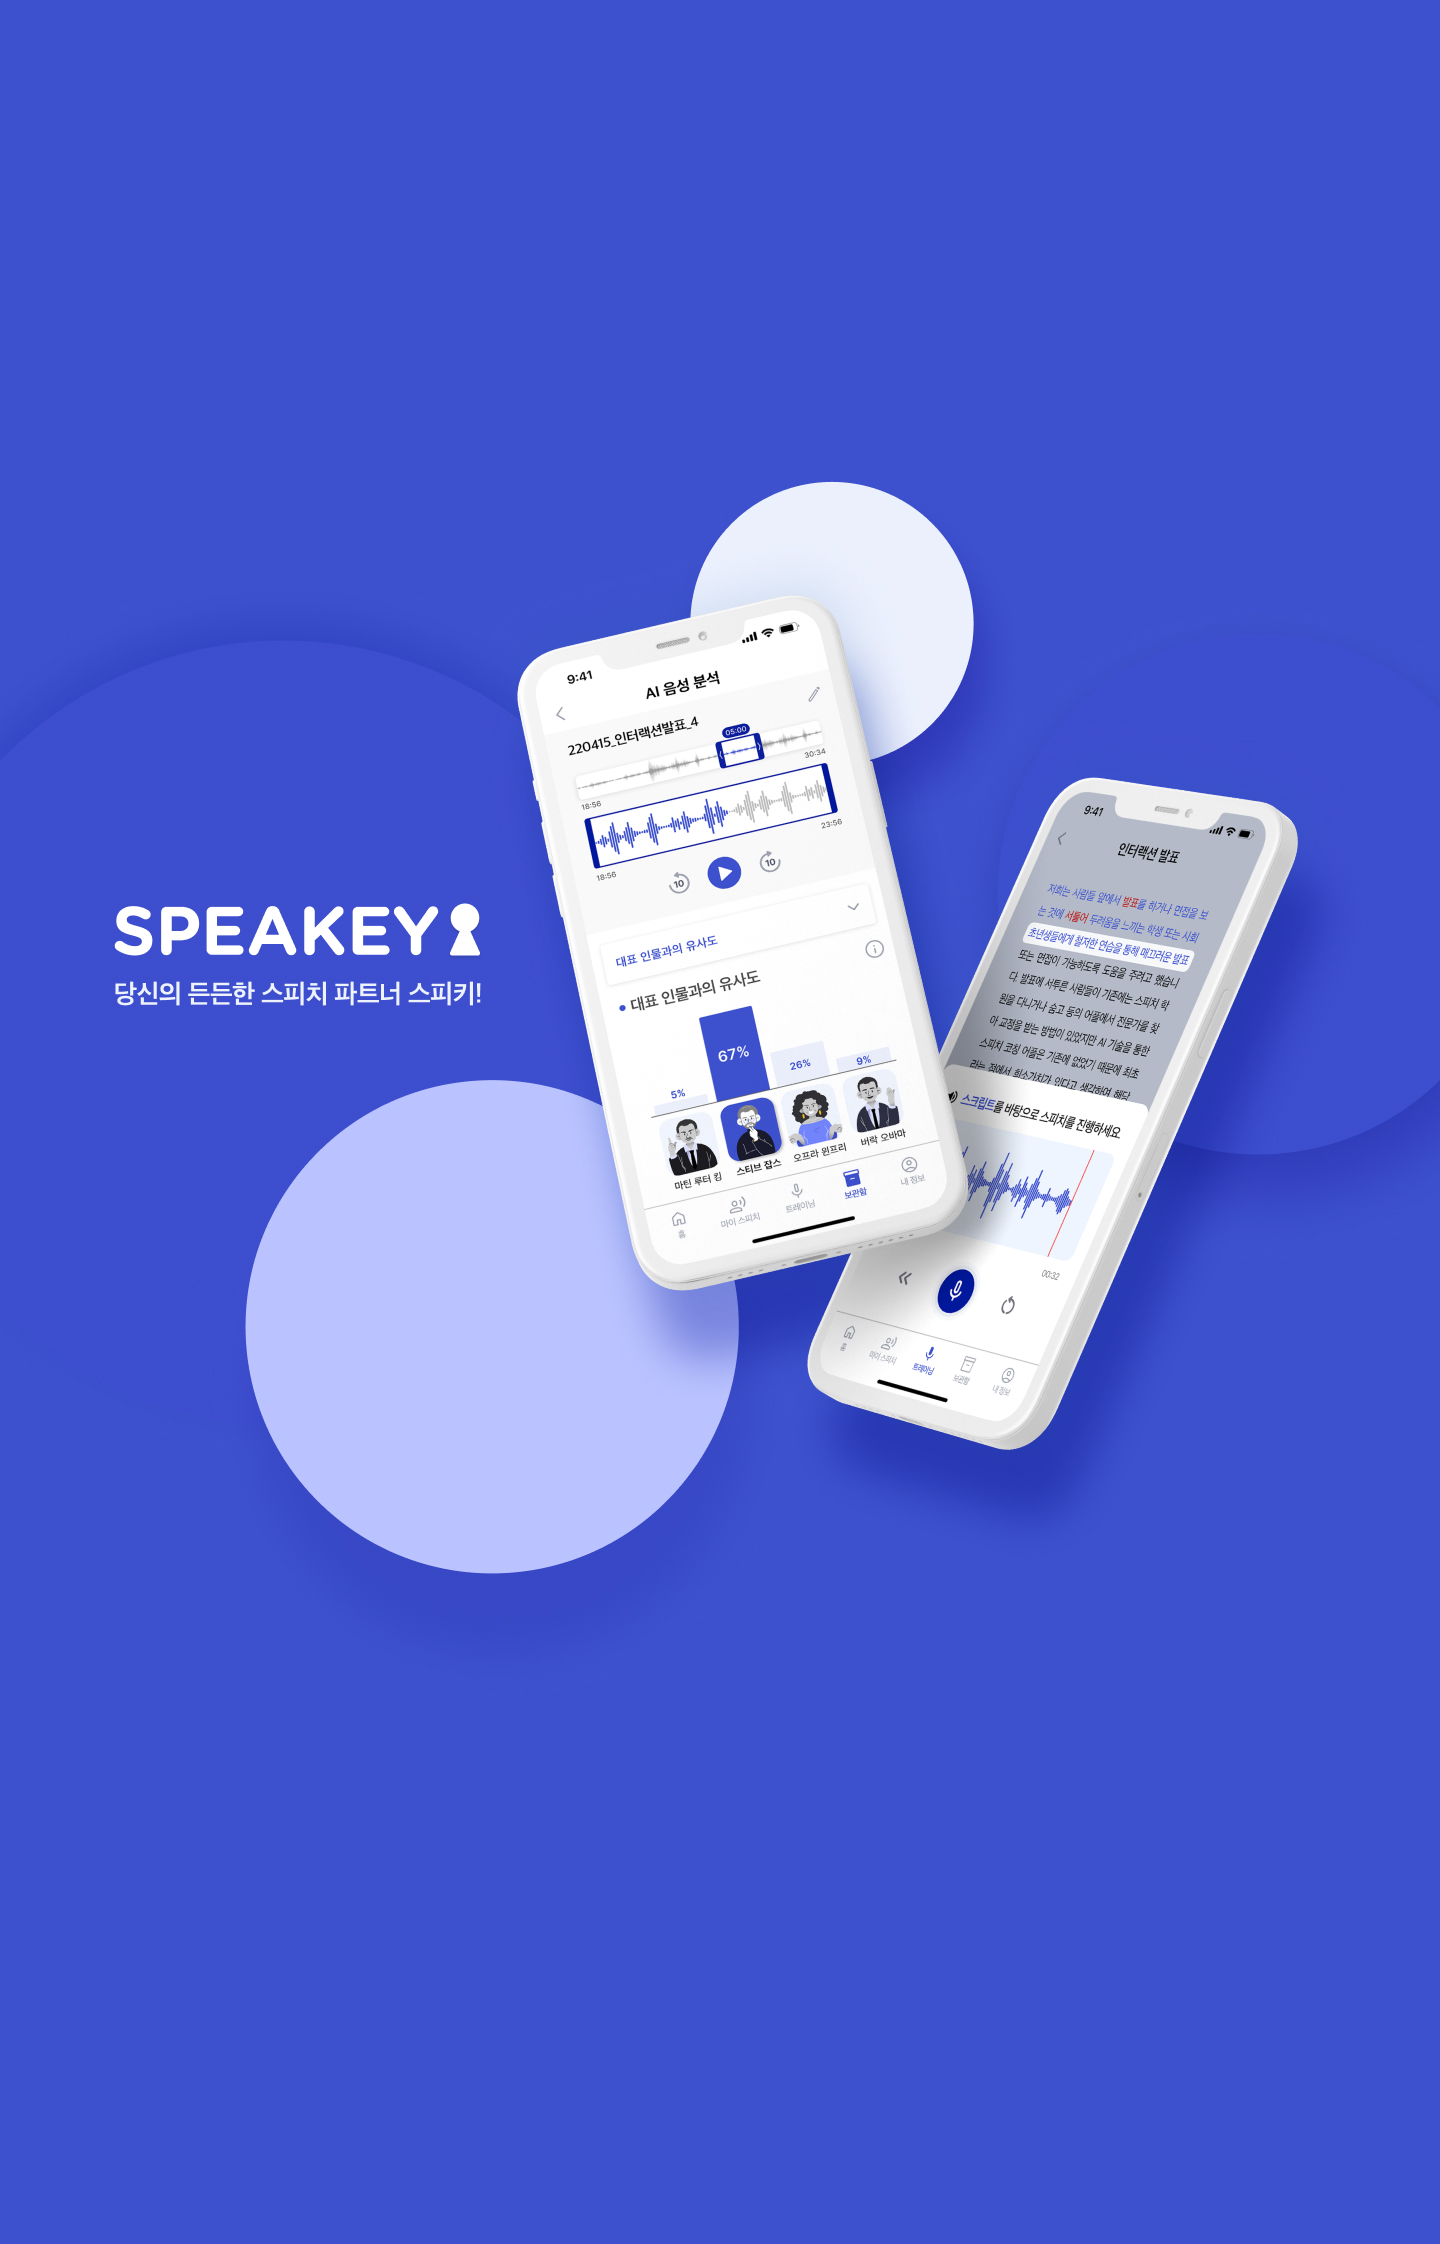 SPEAKEY
당신의 든든한 스피치 파트너 스피키!
9:41
AI 음성 분석
220415_인터랙션발표_4
05:00
30:34
18:56
23:56
18:56
10
10
대표 인물과의 유사도
대표 인물과의 유사도
5%
67%
26%
9%
마틴 루터 킹
스티브 잡스
오프라 윈프리
버락 오바마
홈
마이 스피치
트레이닝
보관함
내 정보
9:41
인터랙션 발표
저희는 사람들 앞에서 발표를 하거나 면접을 보
는 것에 서툴어 두려움을 느끼는 학생 또는 사회
초년생들에게 철저한 연습을 통해 매끄러운 발표
또는 면접이 가능하도록 도움을 주려고 했습니
다. 발표에 서투른 사람들이 기존에는 스피치 학
원을 다니거나 숨고 등의 어플에서 전문가를 찾
아 교정을 받는 방법이 있었지만 AI 기술을 통한
스피치 코칭 어플은 기존에 없었기 때문에 최초
라는 점에서 희소가치가 있다고 생각하며 해당
스크립트를 바탕으로 스피치를 진행하세요
00:32
홈
마이 스피치
트레이닝
보관함
내 정보